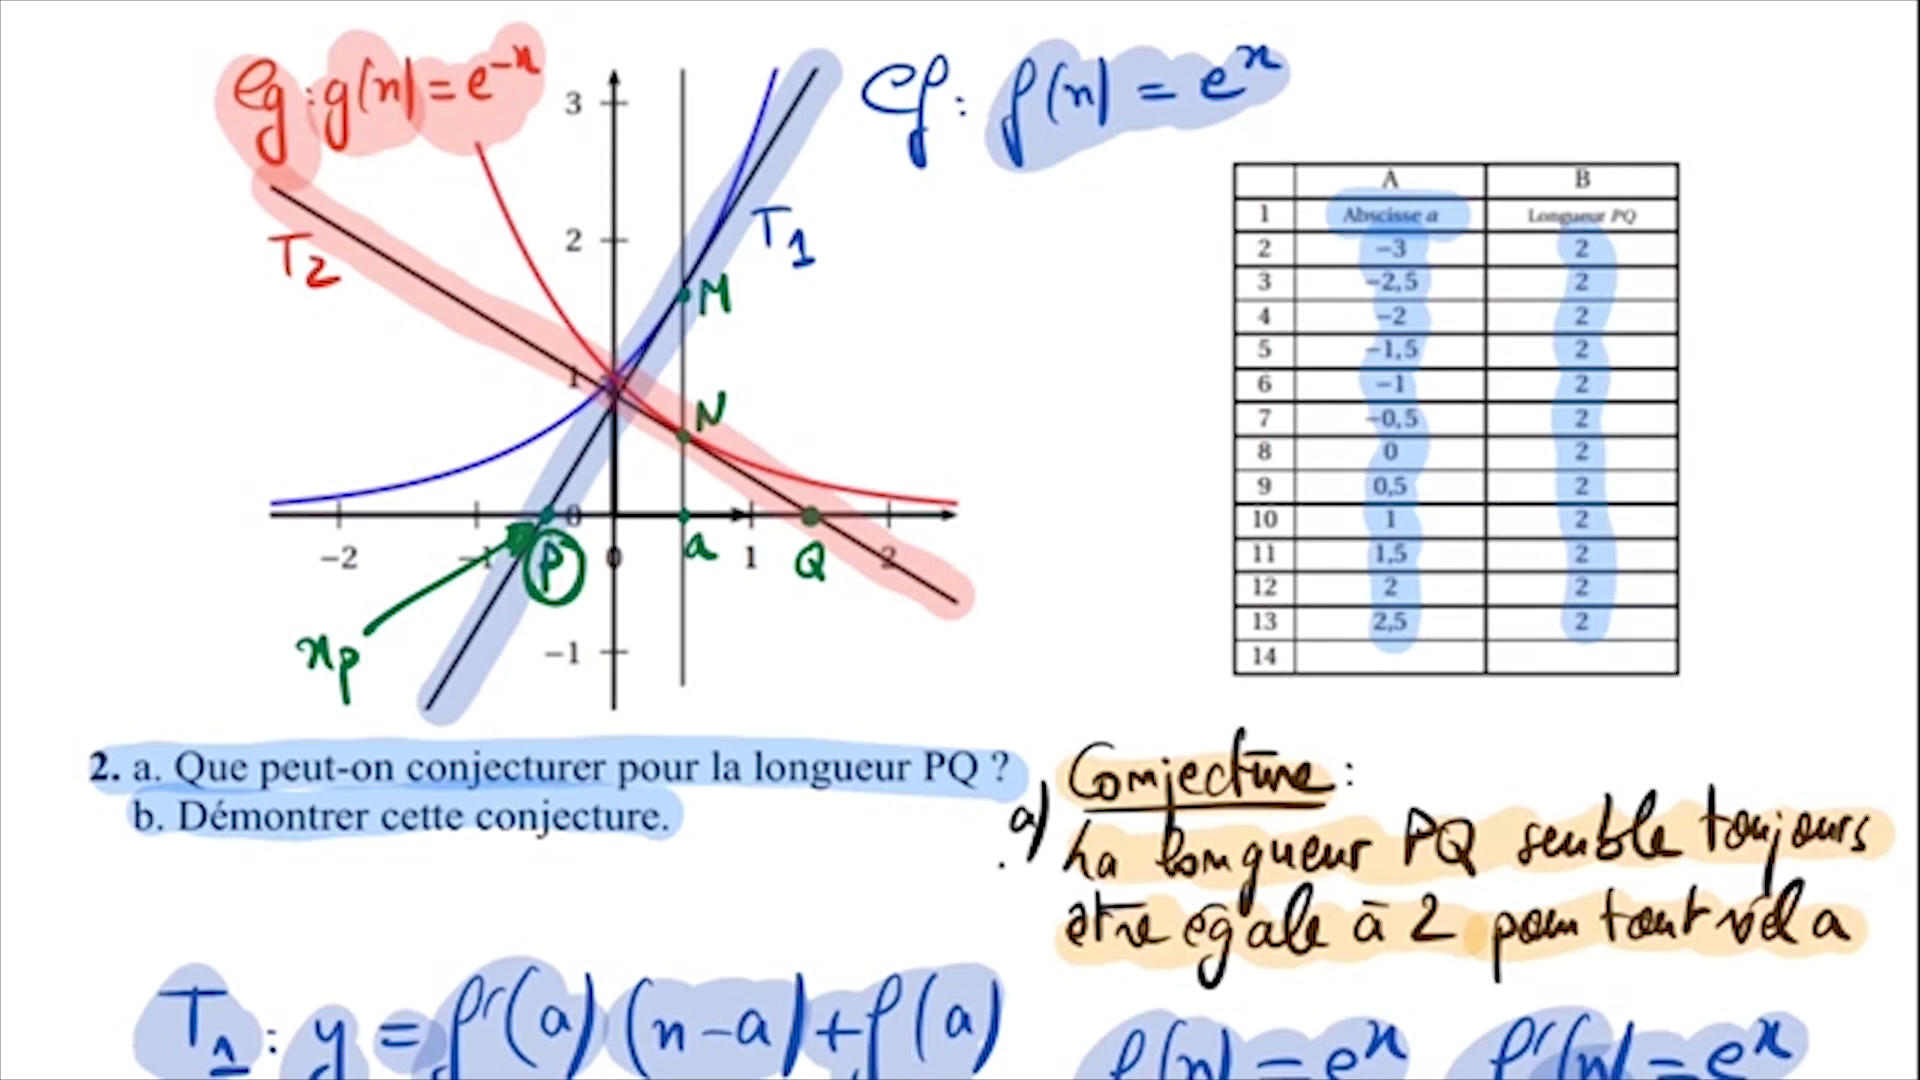 Cg : g(x) = e^-x
Cf : f(x) = e^x
3
2
1
0
-2
-1
0
1
2
-1
T2
T1
M
N
P
a
Q
xp
A B
1 Abscisse a Longueur PQ
2 −3 2
3 −2,5 2
4 −2 2
5 −1,5 2
6 −1 2
7 −0,5 2
8 0 2
9 0,5 2
10 1 2
11 1,5 2
12 2 2
13 2,5 2
14
2. a. Que peut-on conjecturer pour la longueur PQ ?
b. Démontrer cette conjecture.
a) Conjecture :
La longueur PQ semble toujours
être égale à 2 pour tout réel a
T1 : y = f'(a) (x-a) + f(a)
f(x) = e^x f'(x) = e^x